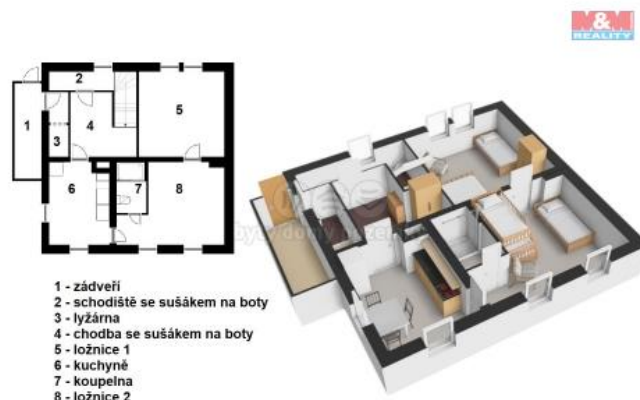 M&M
REALITY
2
1
3
4
5
6
7
8
1 - zádveří
2 - schodiště se sušákem na boty
3 - lyžárna
4 - chodba se sušákem na boty
5 - ložnice 1
6 - kuchyně
7 - koupelna
8 - ložnice 2